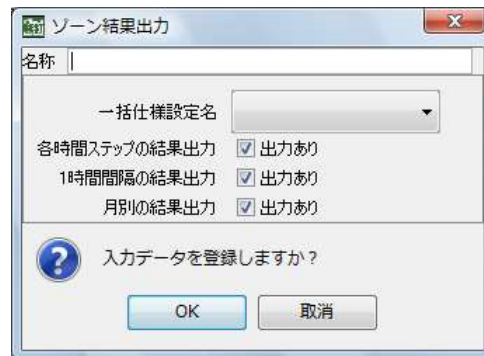 ゾーン結果出力
名称
一括仕様設定名
各時間ステップの結果出力 出力あり
1時間間隔の結果出力 出力あり
月別の結果出力 出力あり
入力データを登録しますか？
OK 取消